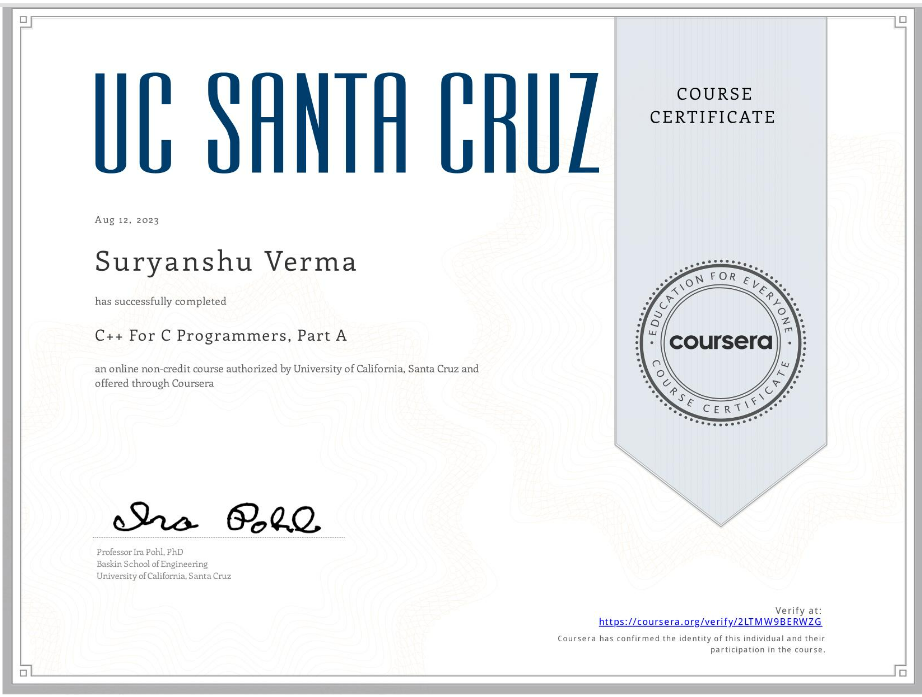 UC SANTA CRUZ
COURSE
CERTIFICATE
Aug 12, 2023
Suryanshu Verma
has successfully completed
C++ For C Programmers, Part A
an online non-credit course authorized by University of California, Santa Cruz and
offered through Coursera
EDUCATION FOR EVERYONE
coursera
COURSE CERTIFICATE
Ira Pohl
Professor Ira Pohl, PhD
Baskin School of Engineering
University of California, Santa Cruz
Verify at:
https://coursera.org/verify/2LTMW9BERWZG
Coursera has confirmed the identity of this individual and their
participation in the course.